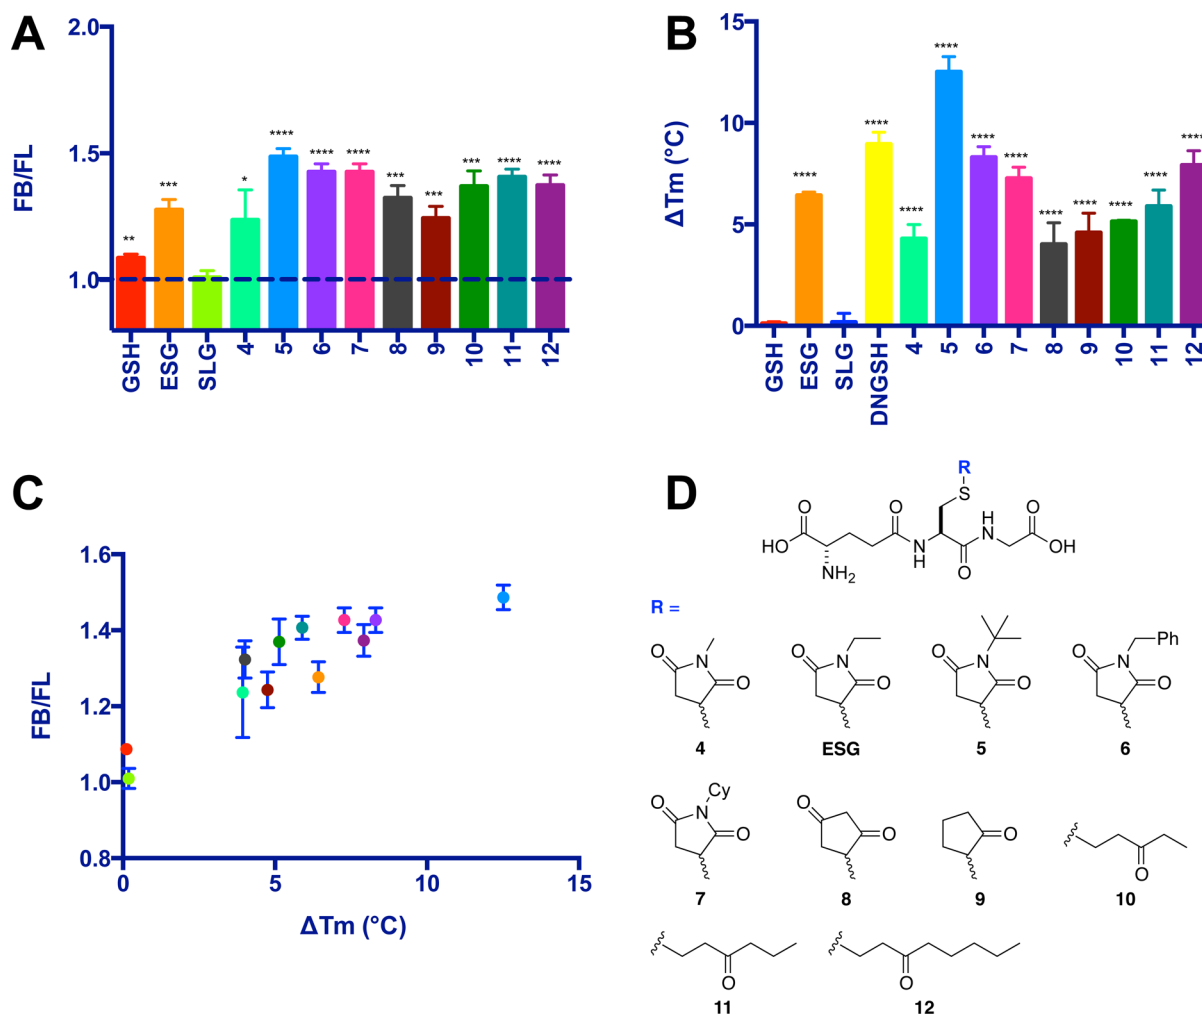 A
FB/FL
2.0
1.5
1.0
**
***
*
****
****
****
***
***
***
****
****
GSH
ESG
SLG
4
5
6
7
8
9
10
11
12
B
ΔTm (°C)
15
10
5
0
****
****
****
****
****
****
****
****
****
****
****
GSH
ESG
SLG
DNGSH
4
5
6
7
8
9
10
11
12
C
FB/FL
1.6
1.4
1.2
1.0
0.8
0
5
10
15
ΔTm (°C)
D
R
S
O
O
H
N
O
HO
N
H
OH
NH2
O
R =
O
N
O
4
O
N
O
ESG
O
N
O
5
O
N
Ph
O
6
Cy
O
N
O
7
O
O
8
O
9
O
10
O
11
O
12